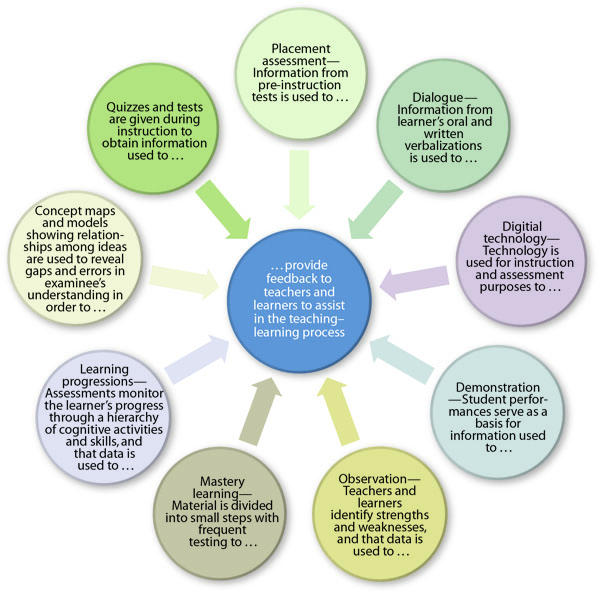 Placement
assessment—
Information from
pre-instruction
tests is used to …
Dialogue—
Information from
learner's oral and
written
verbalizations
is used to …
Digitial
technology—
Technology is
used for instruction
and assessment
purposes to …
Demonstration
—Student perfor-
mances serve as a
basis for
information used
to …
Observation—
Teachers and
learners
identify strengths
and weaknesses,
and that data is
used to …
Mastery
learning—
Material is divided
into small steps with
frequent
testing to …
Learning
progressions—
Assessments monitor
the learner's progress
through a hierarchy
of cognitive activities
and skills, and
that data is
used to …
Concept maps
and models
showing relation-
ships among ideas
are used to reveal
gaps and errors in
examinee's
understanding in
order to …
Quizzes and tests
are given during
instruction to
obtain information
used to …
…provide
feedback to
teachers and
learners to assist
in the teaching–
learning process